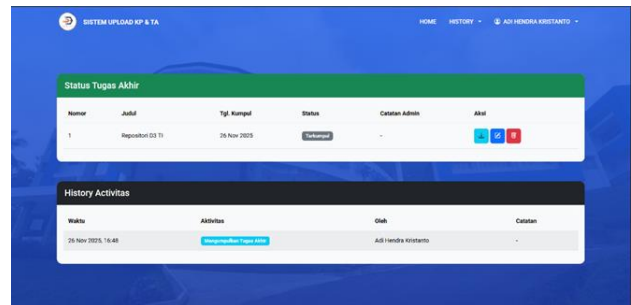 SISTEM UPLOAD KP & TA HOME HISTORY ADI HENDRA KRISTANTO
Status Tugas Akhir
Nomor Judul Tgl. Kumpul Status Catatan Admin Aksi
1 Repositori D3 TI 26 Nov 2025 Terkumpul -
History Activitas
Waktu Aktivitas Oleh Catatan
26 Nov 2025, 16:48 Mengumpulkan Tugas Akhir Adi Hendra Kristanto -